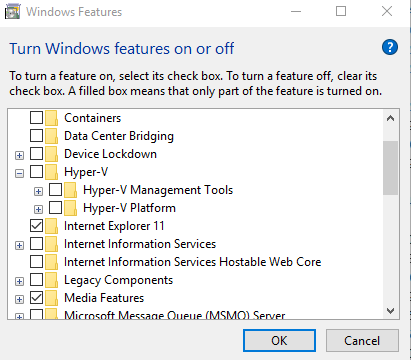 Windows Features
Turn Windows features on or off
?
To turn a feature on, select its check box. To turn a feature off, clear its
check box. A filled box means that only part of the feature is turned on.
Containers
Data Center Bridging
Device Lockdown
Hyper-V
Hyper-V Management Tools
Hyper-V Platform
Internet Explorer 11
Internet Information Services
Internet Information Services Hostable Web Core
Legacy Components
Media Features
Microsoft Message Queue (MSMQ) Server
OK
Cancel